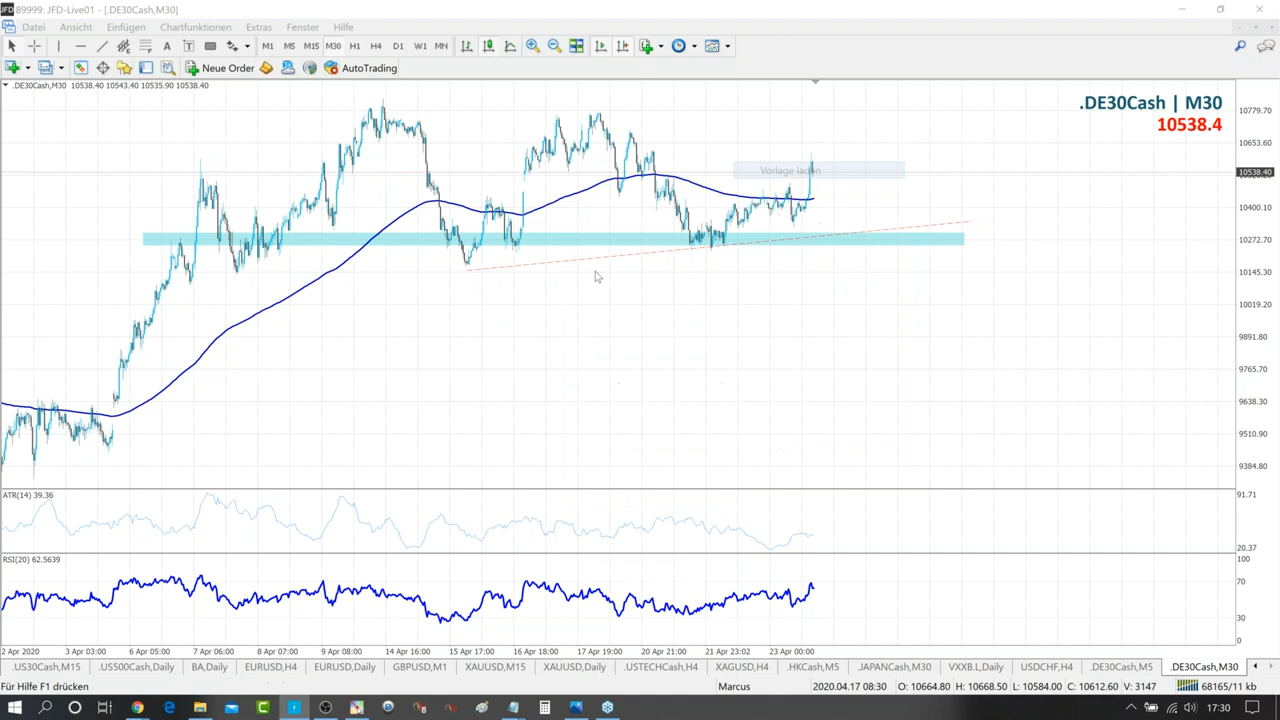 89999: JFD-Live01 - [.DE30Cash,M30]
Datei Ansicht Einfügen Chartfunktionen Extras Fenster Hilfe
M1 M5 M15 M30 H1 H4 D1 W1 MN
Neue Order AutoTrading
.DE30Cash,M30 10538.40 10543.40 10535.90 10538.40
.DE30Cash | M30
10538.4
10779.70
10653.60
Vorlage laden
10538.40
10400.10
10272.70
10145.30
10019.20
9891.80
9765.70
9638.30
9510.90
9384.80
ATR(14) 39.36
91.71
20.37
RSI(20) 62.5639
100
70
30
0
2 Apr 2020 3 Apr 03:00 6 Apr 05:00 7 Apr 06:00 8 Apr 07:00 9 Apr 08:00 14 Apr 16:00 15 Apr 17:00 16 Apr 18:00 17 Apr 19:00 20 Apr 21:00 21 Apr 23:02 23 Apr 00:00
.US30Cash,M15 .US500Cash,Daily BA,Daily EURUSD,H4 EURUSD,Daily GBPUSD,M1 XAUUSD,M15 XAUUSD,Daily .USTECHCash,H4 XAGUSD,H4 .HKCash,M5 .JAPANCash,M30 VXXB.L,Daily USDCHF,H4 .DE30Cash,M5 .DE30Cash,M30
Für Hilfe F1 drücken Marcus 2020.04.17 08:30 O: 10664.80 H: 10668.50 L: 10584.00 C: 10612.60 V: 3147 68165/11 kb
17:30